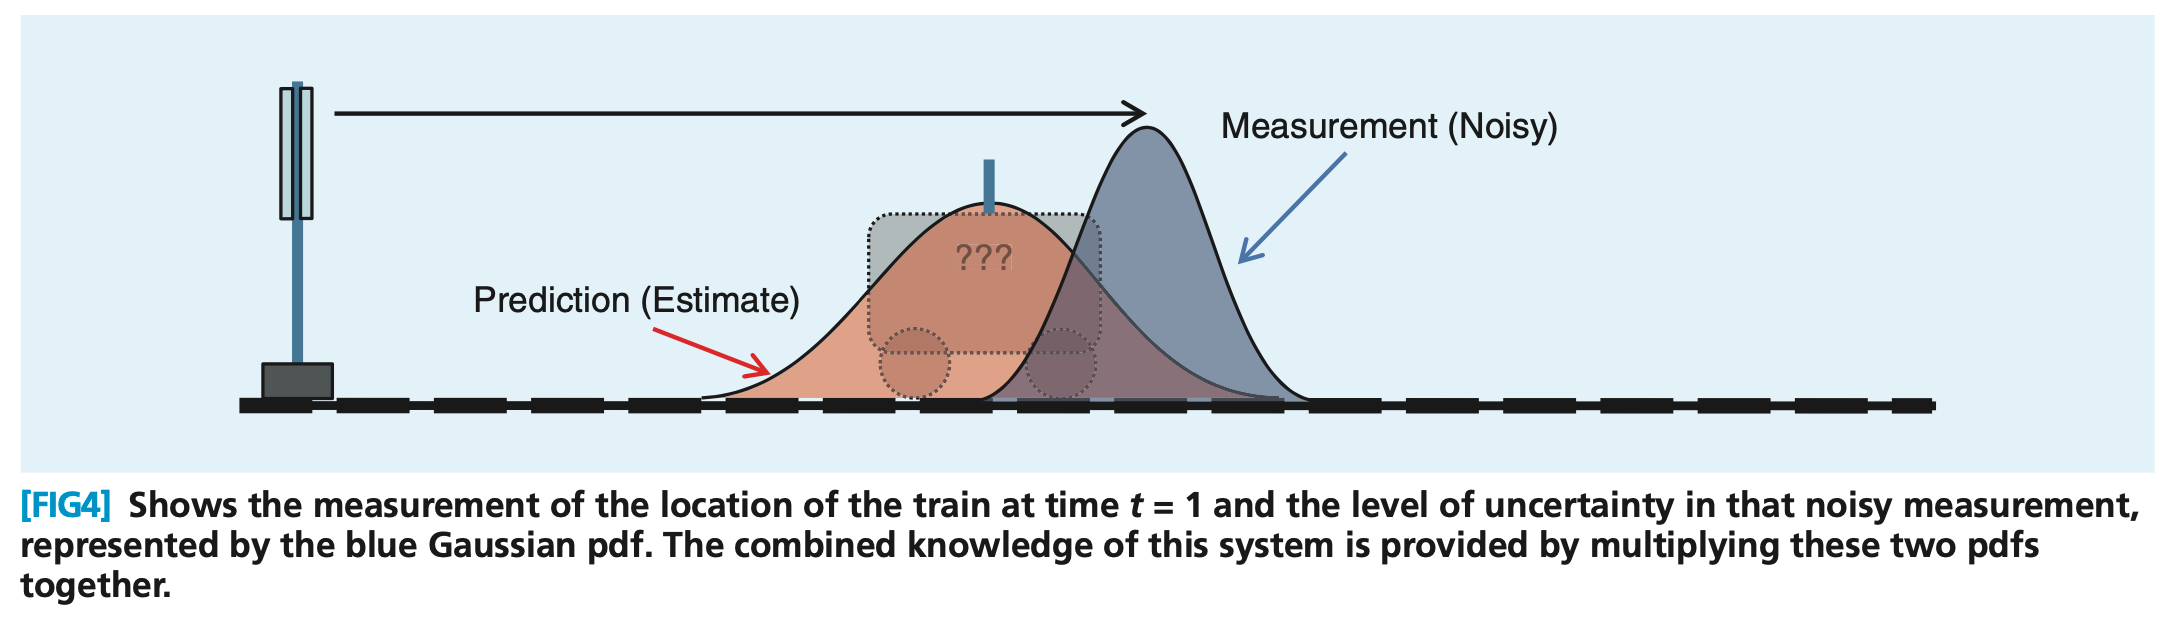 Measurement (Noisy)
???
Prediction (Estimate)
[FIG4] Shows the measurement of the location of the train at time t = 1 and the level of uncertainty in that noisy measurement,
represented by the blue Gaussian pdf. The combined knowledge of this system is provided by multiplying these two pdfs
together.